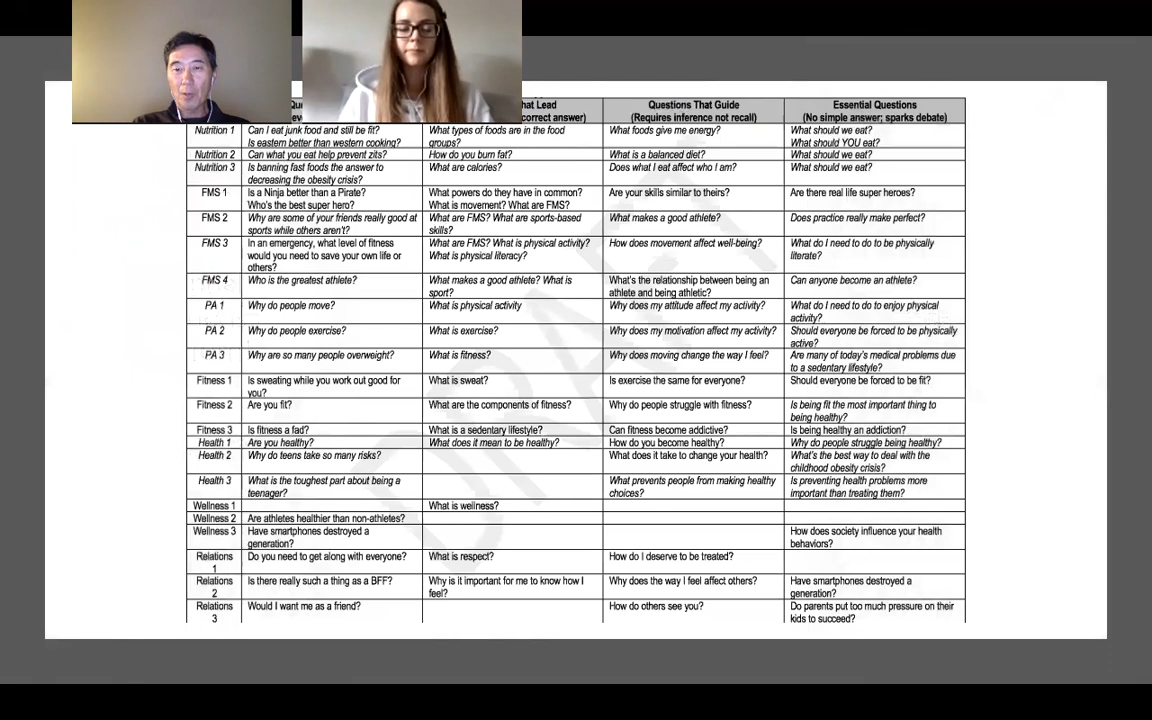 Qu
hat Lead
Questions That Guide
Essential Questions
ev
orrect answer)
(Requires inference not recall)
(No simple answer; sparks debate)
Nutrition 1
Can I eat junk food and still be fit?
Is eastern better than western cooking?
What types of foods are in the food
groups?
What foods give me energy?
What should we eat?
What should YOU eat?
Nutrition 2
Can what you eat help prevent zits?
How do you burn fat?
What is a balanced diet?
What should we eat?
Nutrition 3
Is banning fast foods the answer to
decreasing the obesity crisis?
What are calories?
Does what I eat affect who I am?
What should we eat?
FMS 1
Is a Ninja better than a Pirate?
Who's the best super hero?
What powers do they have in common?
What is movement? What are FMS?
Are your skills similar to theirs?
Are there real life super heroes?
FMS 2
Why are some of your friends really good at
sports while others aren't?
What are FMS? What are sports-based
skills?
What makes a good athlete?
Does practice really make perfect?
FMS 3
In an emergency, what level of fitness
would you need to save your own life or
others?
What are FMS? What is physical activity?
What is physical literacy?
How does movement affect well-being?
What do I need to do to be physically
literate?
FMS 4
Who is the greatest athlete?
What makes a good athlete? What is
sport?
What's the relationship between being an
athlete and being athletic?
Can anyone become an athlete?
PA 1
Why do people move?
What is physical activity
Why does my attitude affect my activity?
What do I need to do to enjoy physical
activity?
PA 2
Why do people exercise?
What is exercise?
Why does my motivation affect my activity?
Should everyone be forced to be physically
active?
PA 3
Why are so many people overweight?
What is fitness?
Why does moving change the way I feel?
Are many of today's medical problems due
to a sedentary lifestyle?
Fitness 1
Is sweating while you work out good for
you?
What is sweat?
Is exercise the same for everyone?
Should everyone be forced to be fit?
Fitness 2
Are you fit?
What are the components of fitness?
Why do people struggle with fitness?
Is being fit the most important thing to
being healthy?
Fitness 3
Is fitness a fad?
What is a sedentary lifestyle?
Can fitness become addictive?
Is being healthy an addiction?
Health 1
Are you healthy?
What does it mean to be healthy?
How do you become healthy?
Why do people struggle being healthy?
Health 2
Why do teens take so many risks?
What does it take to change your health?
What's the best way to deal with the
childhood obesity crisis?
Health 3
What is the toughest part about being a
teenager?
What prevents people from making healthy
choices?
Is preventing health problems more
important than treating them?
Wellness 1
What is wellness?
Wellness 2
Are athletes healthier than non-athletes?
Wellness 3
Have smartphones destroyed a
generation?
How does society influence your health
behaviors?
Relations
1
Do you need to get along with everyone?
What is respect?
How do I deserve to be treated?
Relations
2
Is there really such a thing as a BFF?
Why is it important for me to know how I
feel?
Why does the way I feel affect others?
Have smartphones destroyed a
generation?
Relations
3
Would I want me as a friend?
How do others see you?
Do parents put too much pressure on their
kids to succeed?
DRAFT